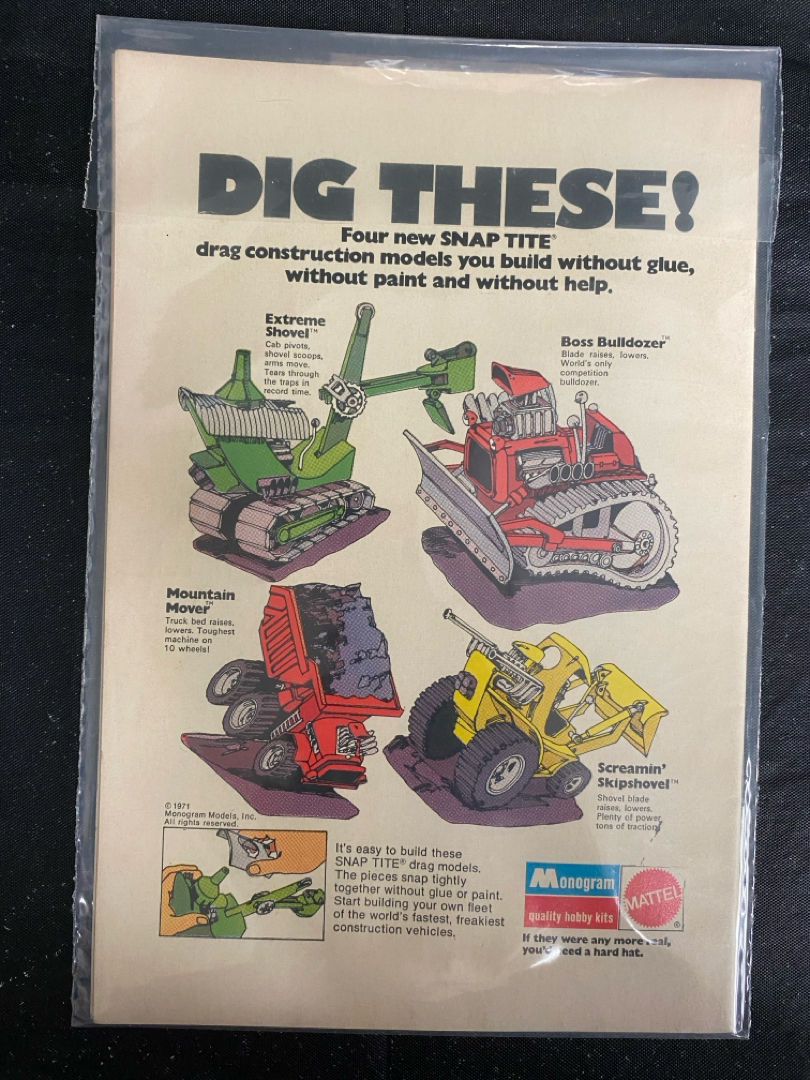 DIG THESE!
Four new SNAP TITE®
drag construction models you build without glue,
without paint and without help.
Extreme
Shovel™
Cab pivots,
shovel scoops,
arms move.
Tears through
the traps in
record time.
Boss Bulldozer™
Blade raises, lowers.
World's only
competition
bulldozer.
Mountain
Mover™
Truck bed raises,
lowers. Toughest
machine on
10 wheels!
Screamin'
Skipshovel™
Shovel blade
raises, lowers.
Plenty of power,
tons of traction
© 1971
Monogram Models, Inc.
All rights reserved.
It's easy to build these
SNAP TITE® drag models.
The pieces snap tightly
together without glue or paint.
Start building your own fleet
of the world's fastest, freakiest
construction vehicles.
Monogram
quality hobby kits
MATTEL
®
If they were any more real,
you'd need a hard hat.